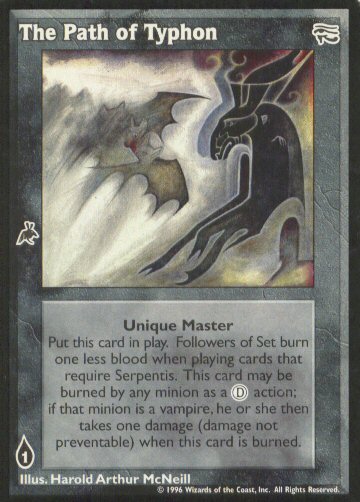 The Path of Typhon
Unique Master
Put this card in play. Followers of Set burn
one less blood when playing cards that
require Serpentis. This card may be
burned by any minion as a Ⓓ action;
if that minion is a vampire, he or she then
takes one damage (damage not
preventable) when this card is burned.
1
Illus. Harold Arthur McNeill
© 1996 Wizards of the Coast, Inc. All rights reserved.